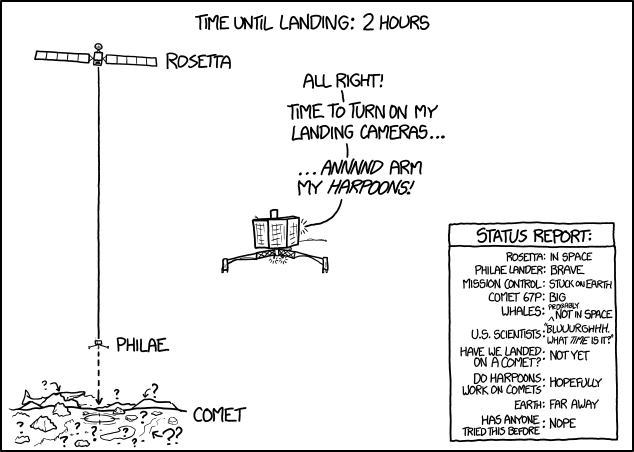 TIME UNTIL LANDING: 2 HOURS
ROSETTA
ALL RIGHT!
TIME TO TURN ON MY
LANDING CAMERAS...
...ANNNND ARM
MY HARPOONS!
PHILAE
COMET
? ? ? ? ? ? ? ? ? ??
STATUS REPORT:
ROSETTA: IN SPACE
PHILAE LANDER: BRAVE
MISSION CONTROL: STUCK ON EARTH
COMET 67P: BIG
PROBABLY
WHALES: ^ NOT IN SPACE
U.S. SCIENTISTS: "BLUUURGHHH.
WHAT TIME IS IT?"
HAVE WE LANDED
ON A COMET?: NOT YET
DO HARPOONS
WORK ON COMETS: HOPEFULLY
EARTH: FAR AWAY
HAS ANYONE
TRIED THIS BEFORE: NOPE